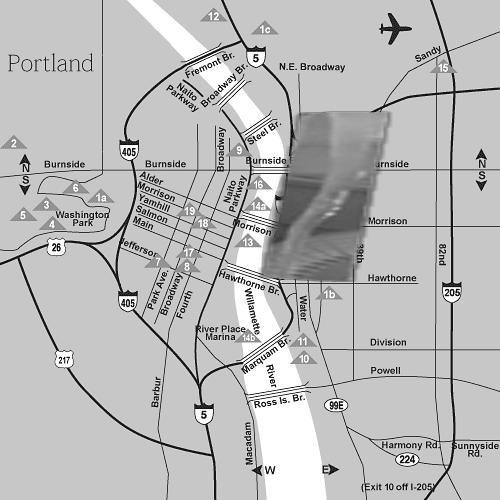 12
1c
5
Sandy
15
Portland
Fremont Br.
N.E. Broadway
Broadway Br.
Naito
Parkway
2
405
Steel Br.
Broadway
9
N
S
Burnside
Burnside
Burnside
urnside
N
S
Alder
Morrison
Yamhill
Salmon
Main
Jefferson
6
1a
3
5
4
Washington
Park
26
Naito
Parkway
16
14a
19
18
Morrison
Morrison
13
17
7
8
39th
82nd
Hawthorne Br.
Hawthorne
Park Ave.
Broadway
Fourth
405
Willamette
River
Water
1b
205
River Place
Marina
14b
11
10
Division
Marquam Br.
Powell
217
Barbur
5
Ross Is. Br.
99E
Macadam
Harmony Rd.
Sunnyside
Rd.
224
W
E
(Exit 10 off I-205)